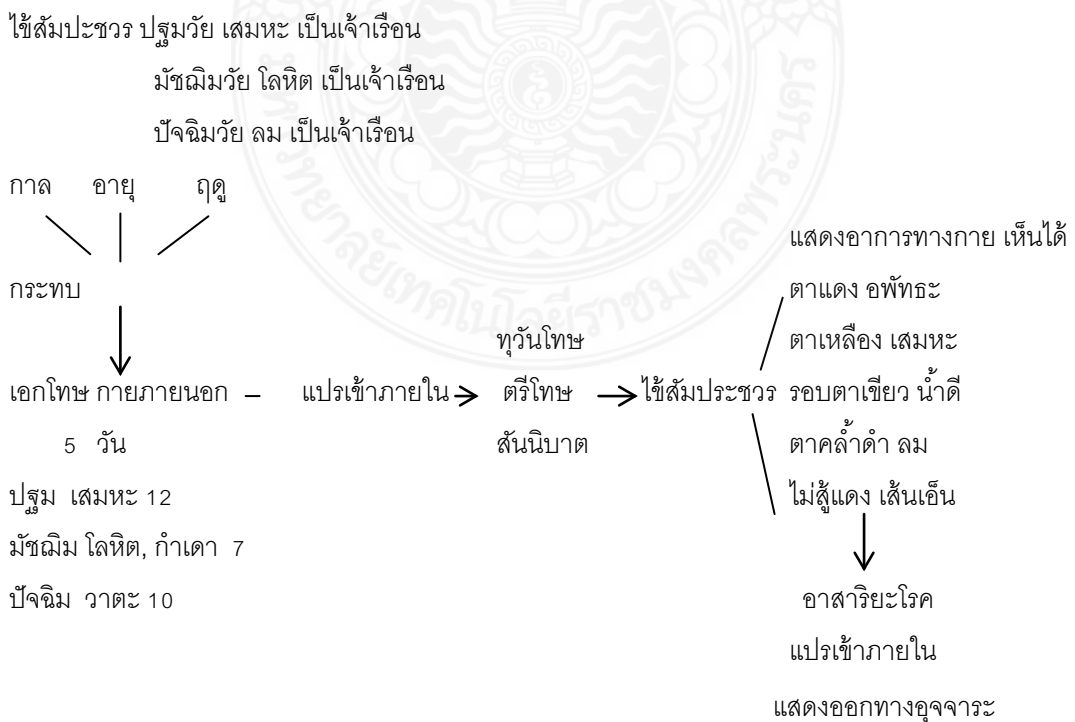 ไข้สัมปะชวร ปฐมวัย เสมหะ เป็นเจ้าเรือน
มัชฌิมวัย โลหิต เป็นเจ้าเรือน
ปัจฉิมวัย ลม เป็นเจ้าเรือน
กาล อายุ ฤดู
กระทบ
เอกโทษ กายภายนอก – แปรเข้าภายใน
5 วัน
ปฐม เสมหะ 12
มัชฌิม โลหิต, กำเดา 7
ปัจฉิม วาตะ 10
ทุวันโทษ
ตรีโทษ
สันนิบาต
ไข้สัมประชวร
แสดงอาการทางกาย เห็นได้
ตาแดง อพัทธะ
ตาเหลือง เสมหะ
รอบตาเขียว น้ำดี
ตาคล้ำดำ ลม
ไม่สู้แดง เส้นเอ็น
อาสาริยะโรค
แปรเข้าภายใน
แสดงออกทางอุจจาระ